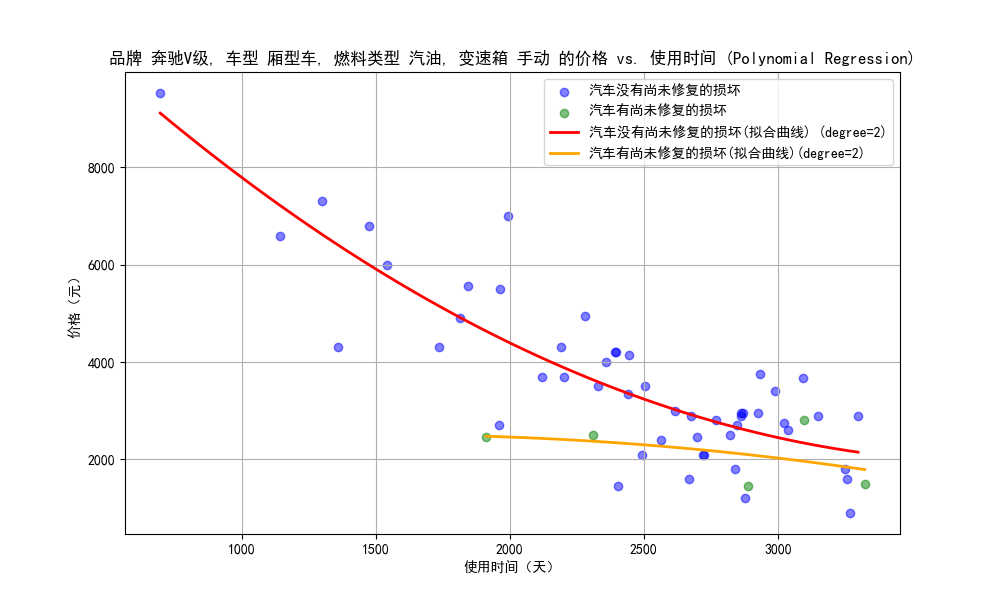 品牌 奔驰V级, 车型 厢型车, 燃料类型 汽油, 变速箱 手动 的价格 vs. 使用时间 (Polynomial Regression)
汽车没有尚未修复的损坏
汽车有尚未修复的损坏
汽车没有尚未修复的损坏(拟合曲线) (degree=2)
汽车有尚未修复的损坏(拟合曲线)(degree=2)
价格（元）
8000
6000
4000
2000
1000 1500 2000 2500 3000
使用时间（天）